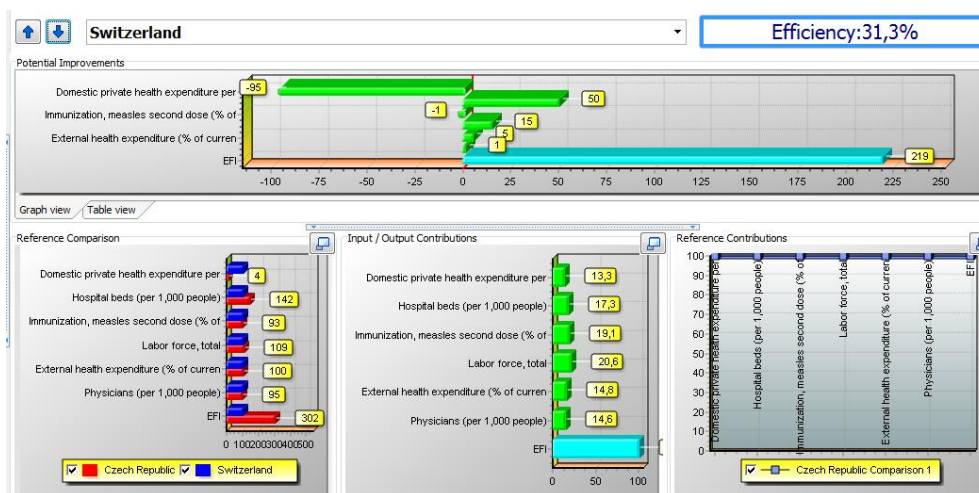 Switzerland
Efficiency:31,3%
Potential Improvements
Domestic private health expenditure per
Immunization, measles second dose (% of
External health expenditure (% of curren
EFI
-95
50
-1
15
5
1
219
-100 -75 -50 -25 0 25 50 75 100 125 150 175 200 225 250
Graph view Table view
Reference Comparison
Domestic private health expenditure per
Hospital beds (per 1,000 people)
Immunization, measles second dose (% of
Labor force, total
External health expenditure (% of curren
Physicians (per 1,000 people)
EFI
4
142
93
109
100
95
302
0 100200300400500
Czech Republic Switzerland
Input / Output Contributions
Domestic private health expenditure per
Hospital beds (per 1,000 people)
Immunization, measles second dose (% of
Labor force, total
External health expenditure (% of curren
Physicians (per 1,000 people)
EFI
13,3
17,3
19,1
20,6
14,8
14,6
0 50 100
Reference Contributions
100
90
80
70
60
50
40
30
20
10
0
Domestic private health expenditure per
Hospital beds (per 1,000 people)
Immunization, measles second dose (% of
Labor force, total
External health expenditure (% of curren
Physicians (per 1,000 people)
EFI
Czech Republic Comparison 1